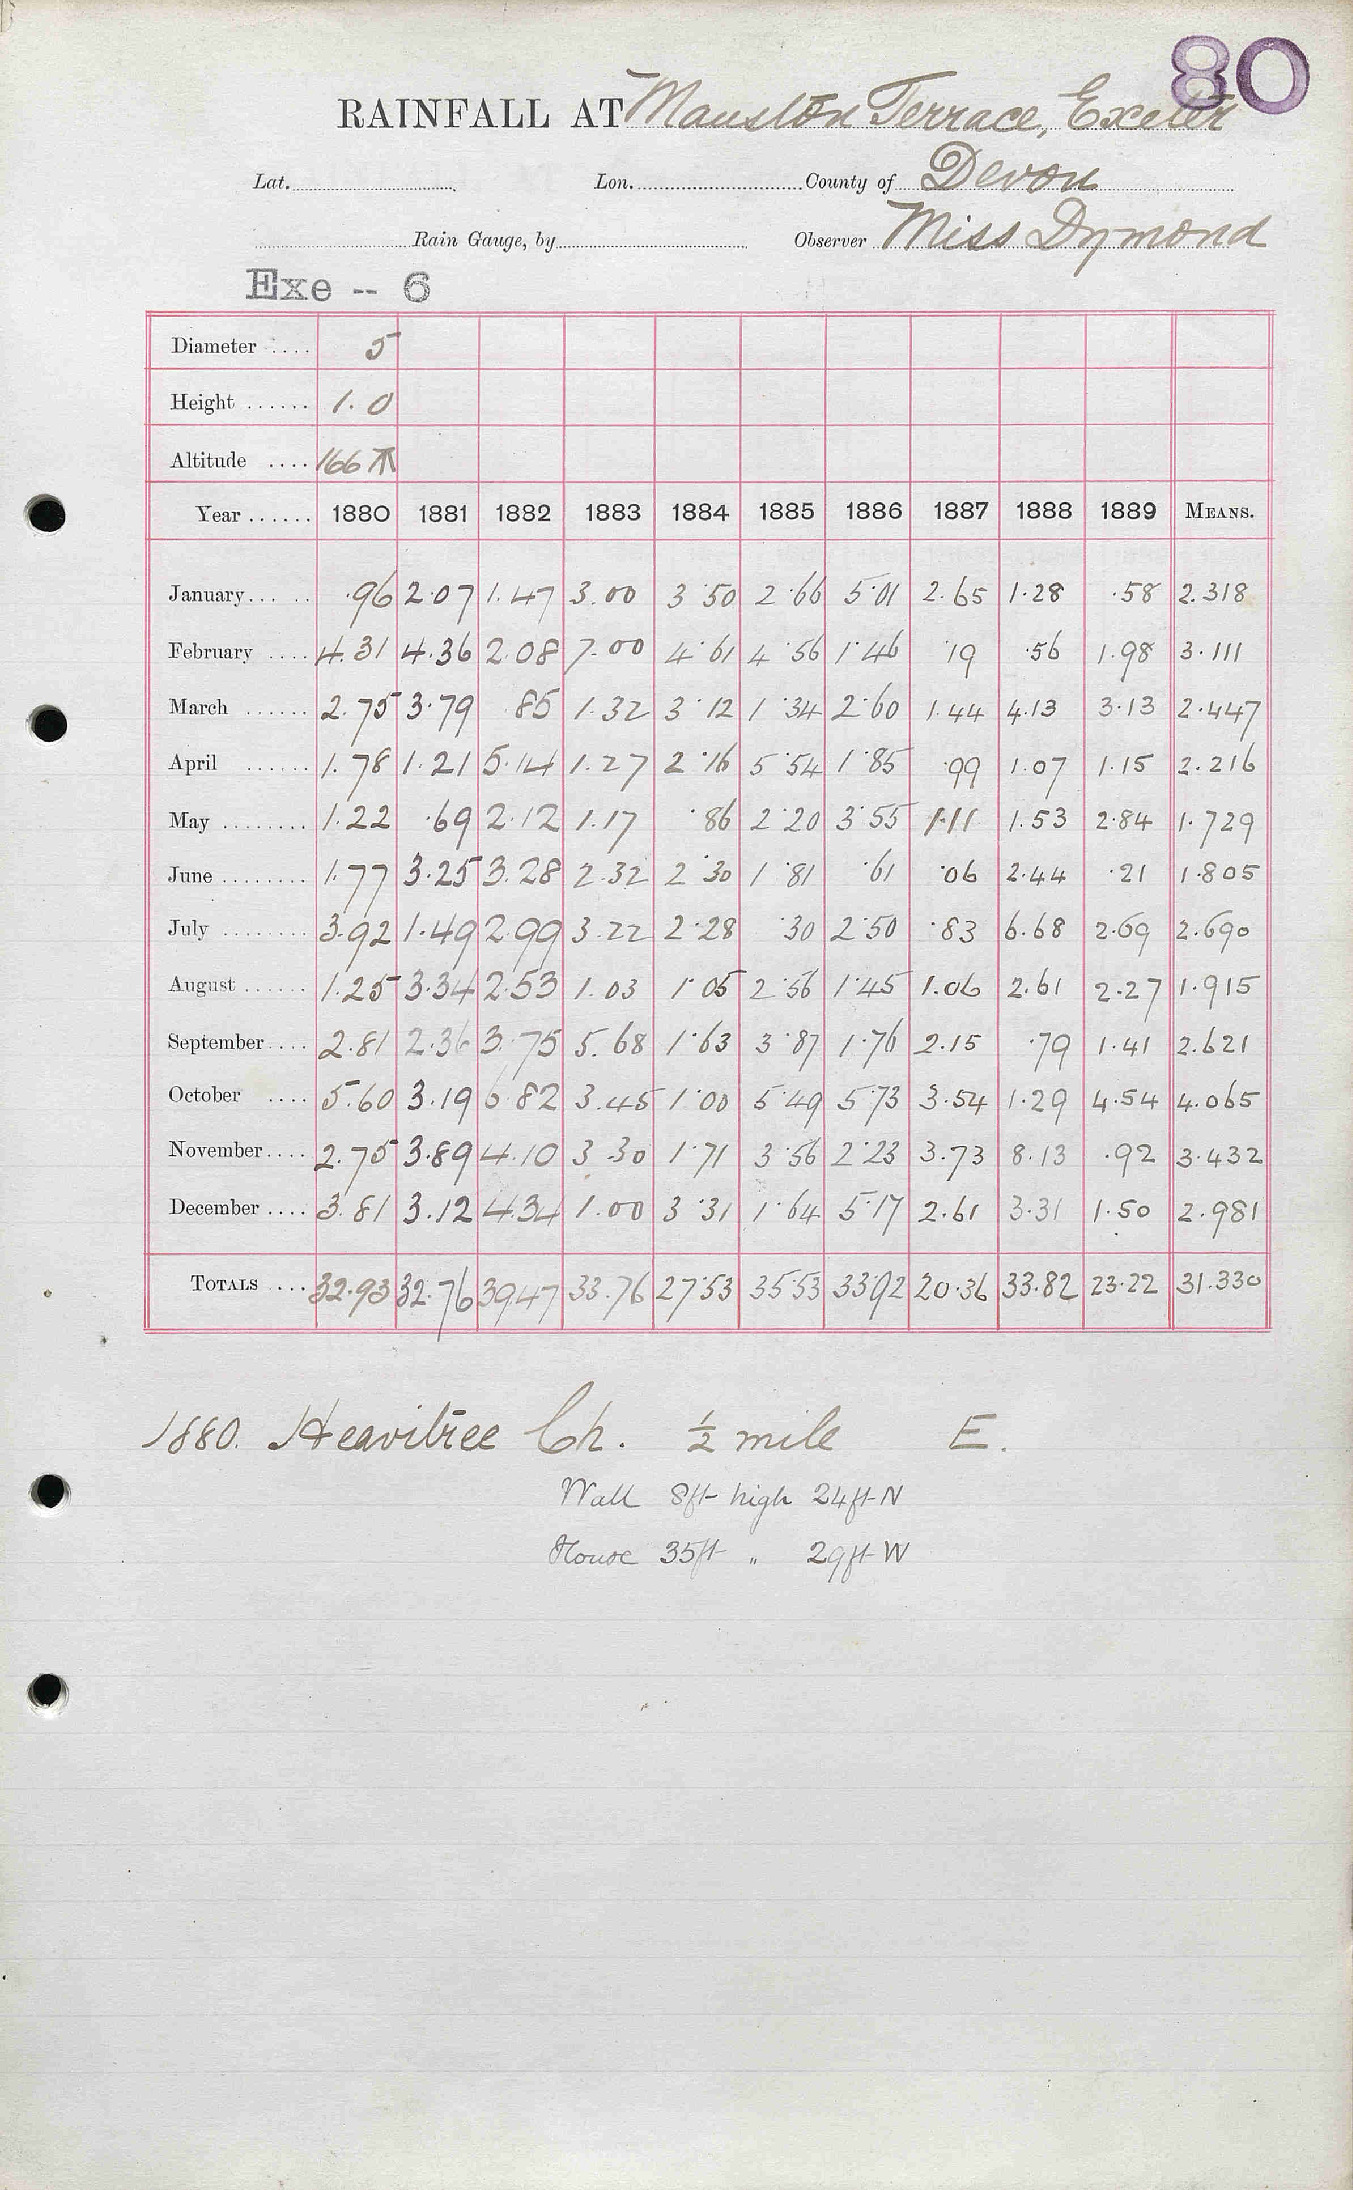 80
RAINFALL AT Manston Terrace, Exeter
Lat. Lon. County of Devon
Rain Gauge, by Observer Miss Dymond
Exe -- 6
Diameter .... 5
Height ...... 1.0
Altitude .... 166
Year ...... 1880 1881 1882 1883 1884 1885 1886 1887 1888 1889 MEANS.
January... .. .96 2.07 1.47 3.00 3.50 2.66 5.01 2.65 1.28 .58 2.318
February .... 4.31 4.36 2.08 7.00 4.61 4.56 1.46 .19 .56 1.98 3.111
March ...... 2.75 3.79 .85 1.32 3.12 1.34 2.60 1.44 4.13 3.13 2.447
April ...... 1.78 1.21 5.14 1.27 2.16 5.54 1.85 .99 1.07 1.15 2.216
May ........ 1.22 .69 2.12 1.17 .86 2.20 3.55 1.11 1.53 2.84 1.729
June ........ 1.77 3.25 3.28 2.32 2.30 1.81 .61 .06 2.44 .21 1.805
July ........ 3.92 1.49 2.99 3.22 2.28 .30 2.50 .83 6.68 2.69 2.690
August ...... 1.25 3.34 2.53 1.03 1.05 2.56 1.45 1.06 2.61 2.27 1.915
September.... 2.81 2.36 3.75 5.68 1.63 3.87 1.76 2.15 .79 1.41 2.621
October .... 5.60 3.19 6.82 3.45 1.00 5.49 5.73 3.54 1.29 4.54 4.065
November.... 2.75 3.89 4.10 3.30 1.71 3.56 2.23 3.73 8.13 .92 3.432
December .... 3.81 3.12 4.34 1.00 3.31 1.64 5.17 2.61 3.31 1.50 2.981
TOTALS ... 32.93 32.76 39.47 33.76 27.53 35.53 33.92 20.36 33.82 23.22 31.330
1880. Heavitree Ch. ½ mile E.
Wall 8ft high 24ft N
House 35ft " 29ft W